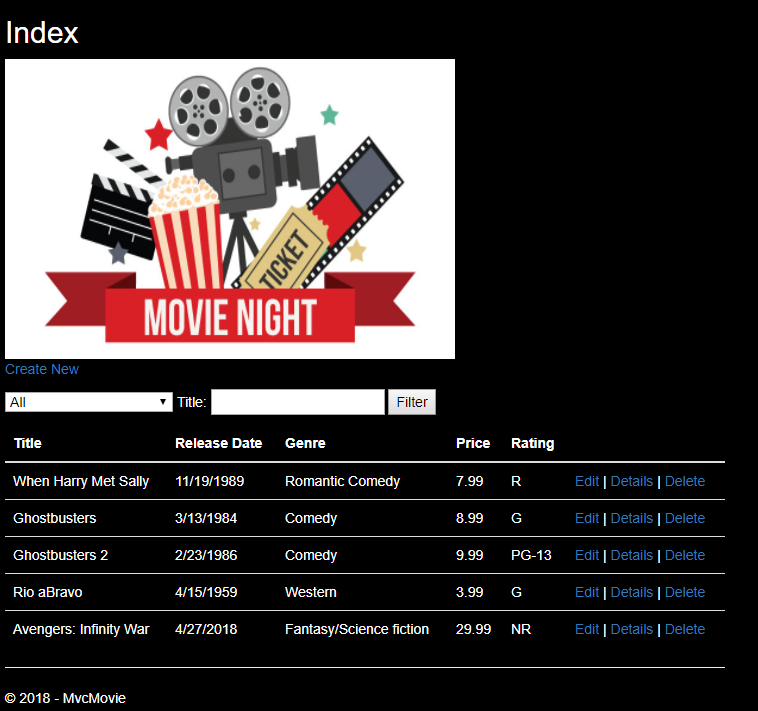 Index
TICKET
MOVIE NIGHT
Create New
All Title: Filter
Title Release Date Genre Price Rating
When Harry Met Sally 11/19/1989 Romantic Comedy 7.99 R Edit | Details | Delete
Ghostbusters 3/13/1984 Comedy 8.99 G Edit | Details | Delete
Ghostbusters 2 2/23/1986 Comedy 9.99 PG-13 Edit | Details | Delete
Rio aBravo 4/15/1959 Western 3.99 G Edit | Details | Delete
Avengers: Infinity War 4/27/2018 Fantasy/Science fiction 29.99 NR Edit | Details | Delete
© 2018 - MvcMovie